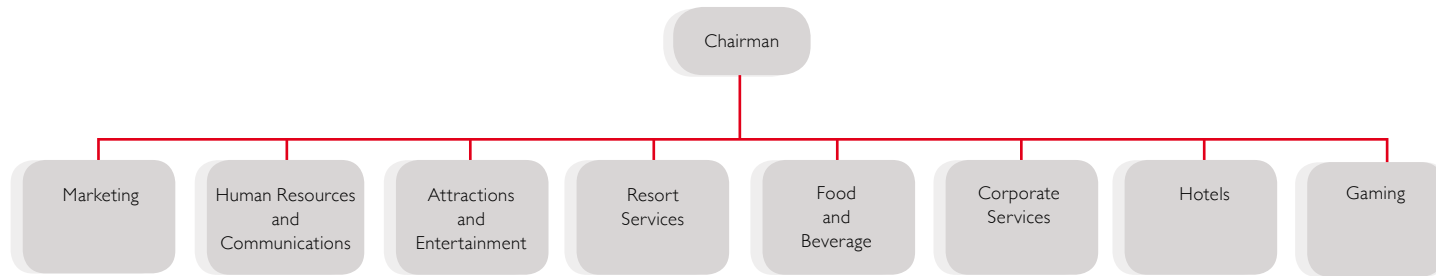 Chairman
Marketing
Human Resources
and
Communications
Attractions
and
Entertainment
Resort
Services
Food
and
Beverage
Corporate
Services
Hotels
Gaming